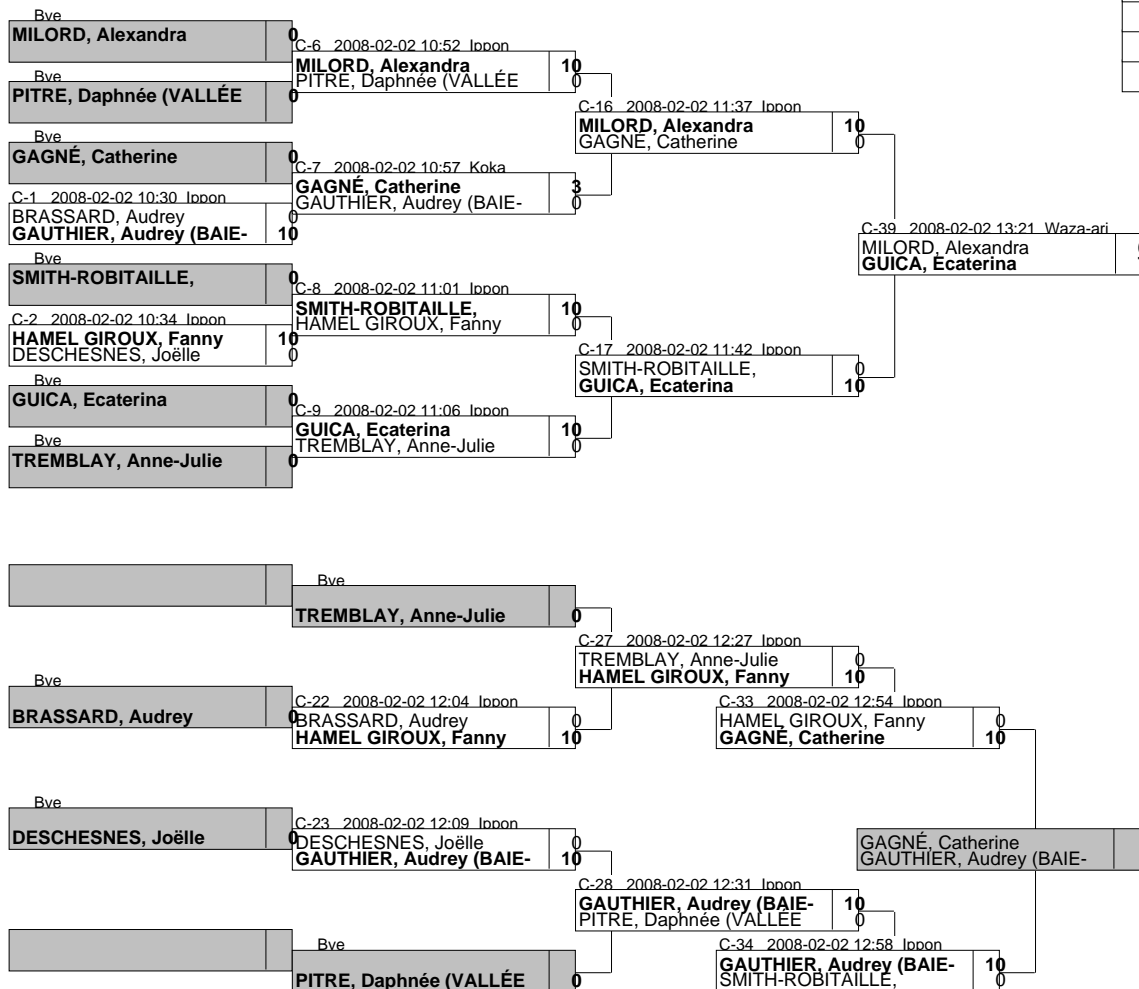 Bye
MILORD, Alexandra 0
Bye
PITRE, Daphnée (VALLÉE 0
Bye
GAGNÉ, Catherine 0
C-1 2008-02-02 10:30 Ippon
BRASSARD, Audrey 0
GAUTHIER, Audrey (BAIE- 10
Bye
SMITH-ROBITAILLE, 0
C-2 2008-02-02 10:34 Ippon
HAMEL GIROUX, Fanny 10
DESCHESNES, Joëlle 0
Bye
GUICA, Ecaterina 0
Bye
TREMBLAY, Anne-Julie 0
C-6 2008-02-02 10:52 Ippon
MILORD, Alexandra 10
PITRE, Daphnée (VALLÉE 0
C-7 2008-02-02 10:57 Koka
GAGNÉ, Catherine 3
GAUTHIER, Audrey (BAIE- 0
C-8 2008-02-02 11:01 Ippon
SMITH-ROBITAILLE, 10
HAMEL GIROUX, Fanny 0
C-9 2008-02-02 11:06 Ippon
GUICA, Ecaterina 10
TREMBLAY, Anne-Julie 0
C-16 2008-02-02 11:37 Ippon
MILORD, Alexandra 10
GAGNÉ, Catherine 0
C-17 2008-02-02 11:42 Ippon
SMITH-ROBITAILLE, 0
GUICA, Ecaterina 10
C-39 2008-02-02 13:21 Waza-ari
MILORD, Alexandra
GUICA, Ecaterina
Bye
BRASSARD, Audrey 0
Bye
DESCHESNES, Joëlle 0
Bye
TREMBLAY, Anne-Julie 0
C-22 2008-02-02 12:04 Ippon
BRASSARD, Audrey 0
HAMEL GIROUX, Fanny 10
C-23 2008-02-02 12:09 Ippon
DESCHESNES, Joëlle 0
GAUTHIER, Audrey (BAIE- 10
Bye
PITRE, Daphnée (VALLÉE 0
C-27 2008-02-02 12:27 Ippon
TREMBLAY, Anne-Julie 0
HAMEL GIROUX, Fanny 10
C-28 2008-02-02 12:31 Ippon
GAUTHIER, Audrey (BAIE- 10
PITRE, Daphnée (VALLÉE 0
C-33 2008-02-02 12:54 Ippon
HAMEL GIROUX, Fanny 0
GAGNÉ, Catherine 10
C-34 2008-02-02 12:58 Ippon
GAUTHIER, Audrey (BAIE- 10
SMITH-ROBITAILLE, 0
GAGNÉ, Catherine
GAUTHIER, Audrey (BAIE-